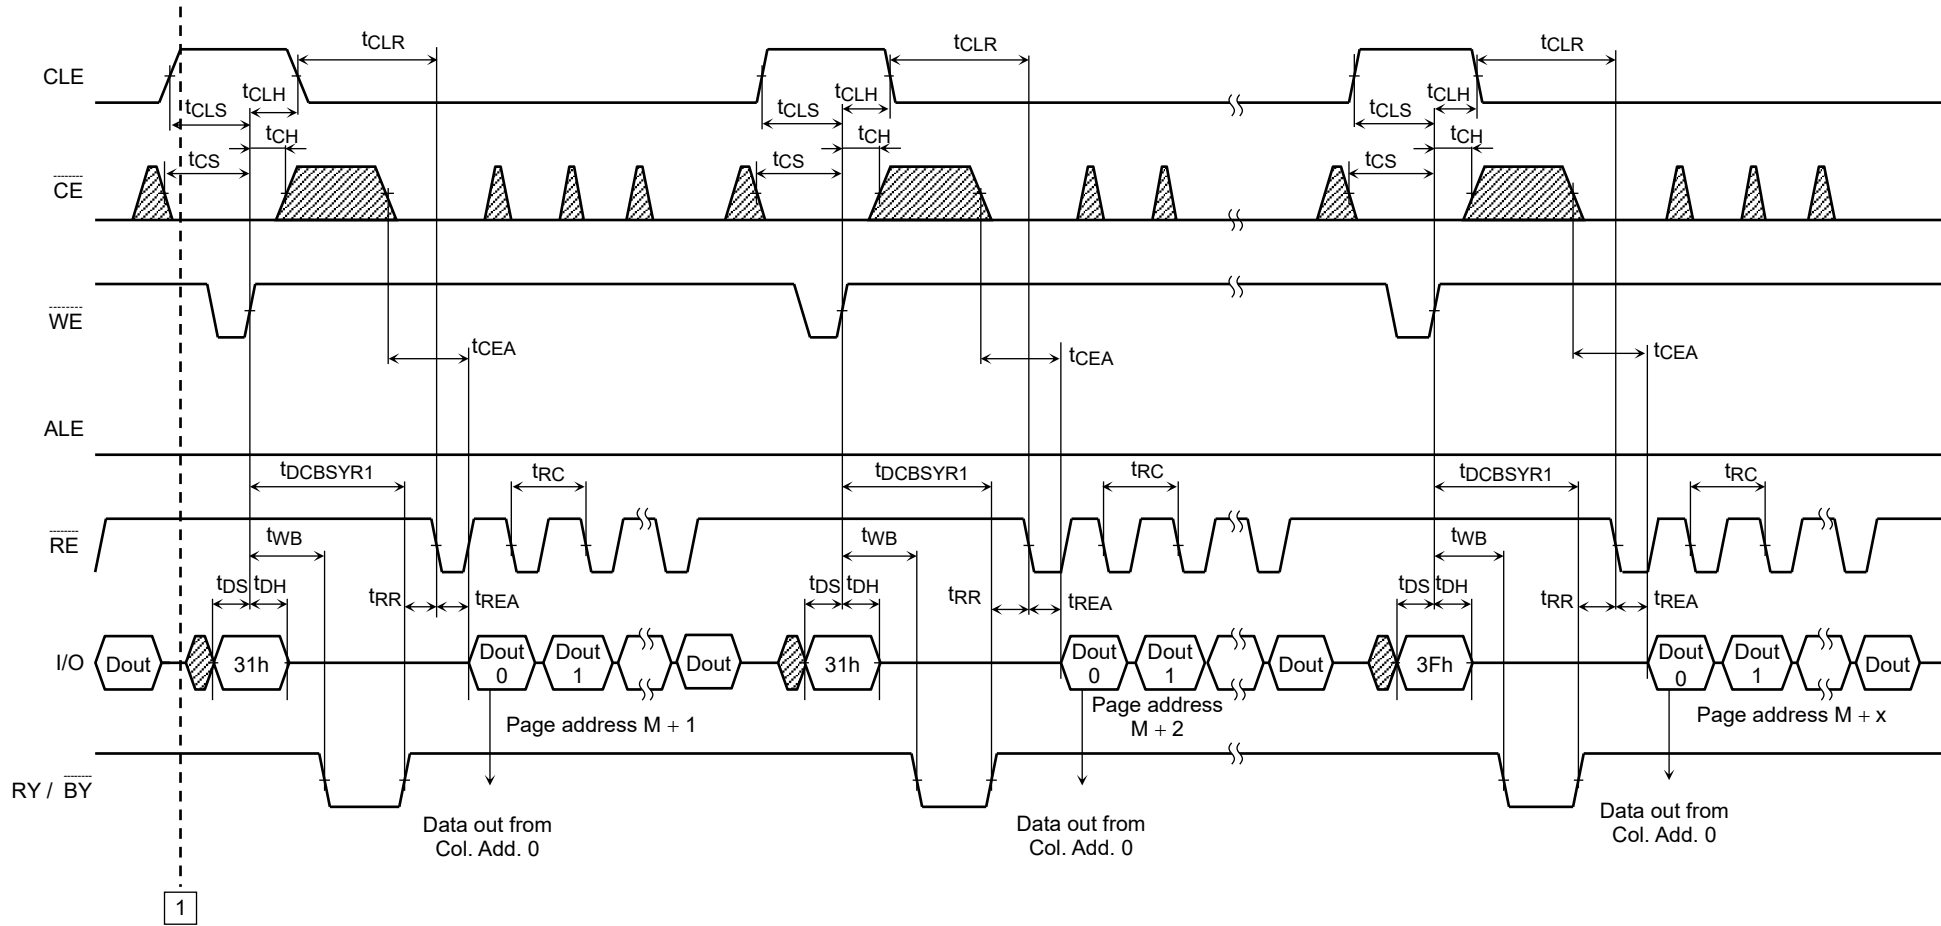 tCLR tCLR tCLR
CLE
tCLH tCLH tCLH
tCLS tCLS tCLS
tCH tCH tCH
tCS tCS tCS
CE
WE
tCEA tCEA tCEA
ALE
tDCBSYR1 tRC tDCBSYR1 tRC tDCBSYR1 tRC
RE
tWB tWB tWB
tDS tDH tDS tDH tDS tDH
tRR tREA tRR tREA tRR tREA
I/O Dout 31h Dout 0 Dout 1 Dout 31h Dout 0 Dout 1 Dout 3Fh Dout 0 Dout 1 Dout
Page address M + 1
Page address
M + 2
Page address M + x
RY / BY
Data out from
Col. Add. 0
Data out from
Col. Add. 0
Data out from
Col. Add. 0
1